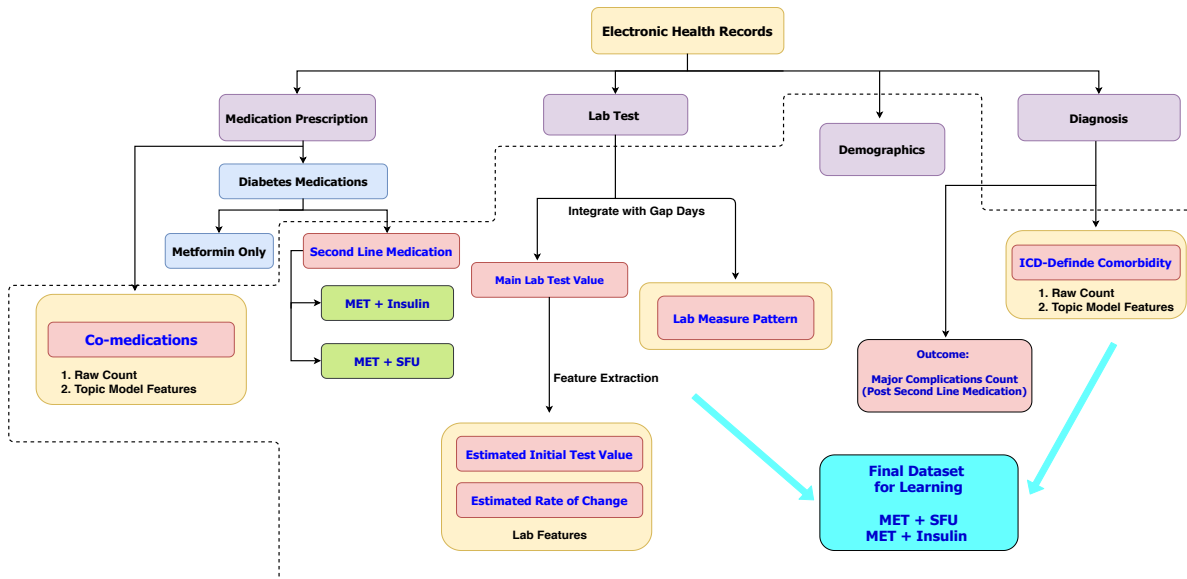 Electronic Health Records
Medication Prescription
Lab Test
Demographics
Diagnosis
Diabetes Medications
Integrate with Gap Days
Metformin Only
Second Line Medication
Main Lab Test Value
ICD-Definde Comorbidity
1. Raw Count
2. Topic Model Features
MET + Insulin
Lab Measure Pattern
Co-medications
1. Raw Count
2. Topic Model Features
MET + SFU
Feature Extraction
Outcome:
Major Complications Count
(Post Second Line Medication)
Estimated Initial Test Value
Estimated Rate of Change
Lab Features
Final Dataset
for Learning
MET + SFU
MET + Insulin